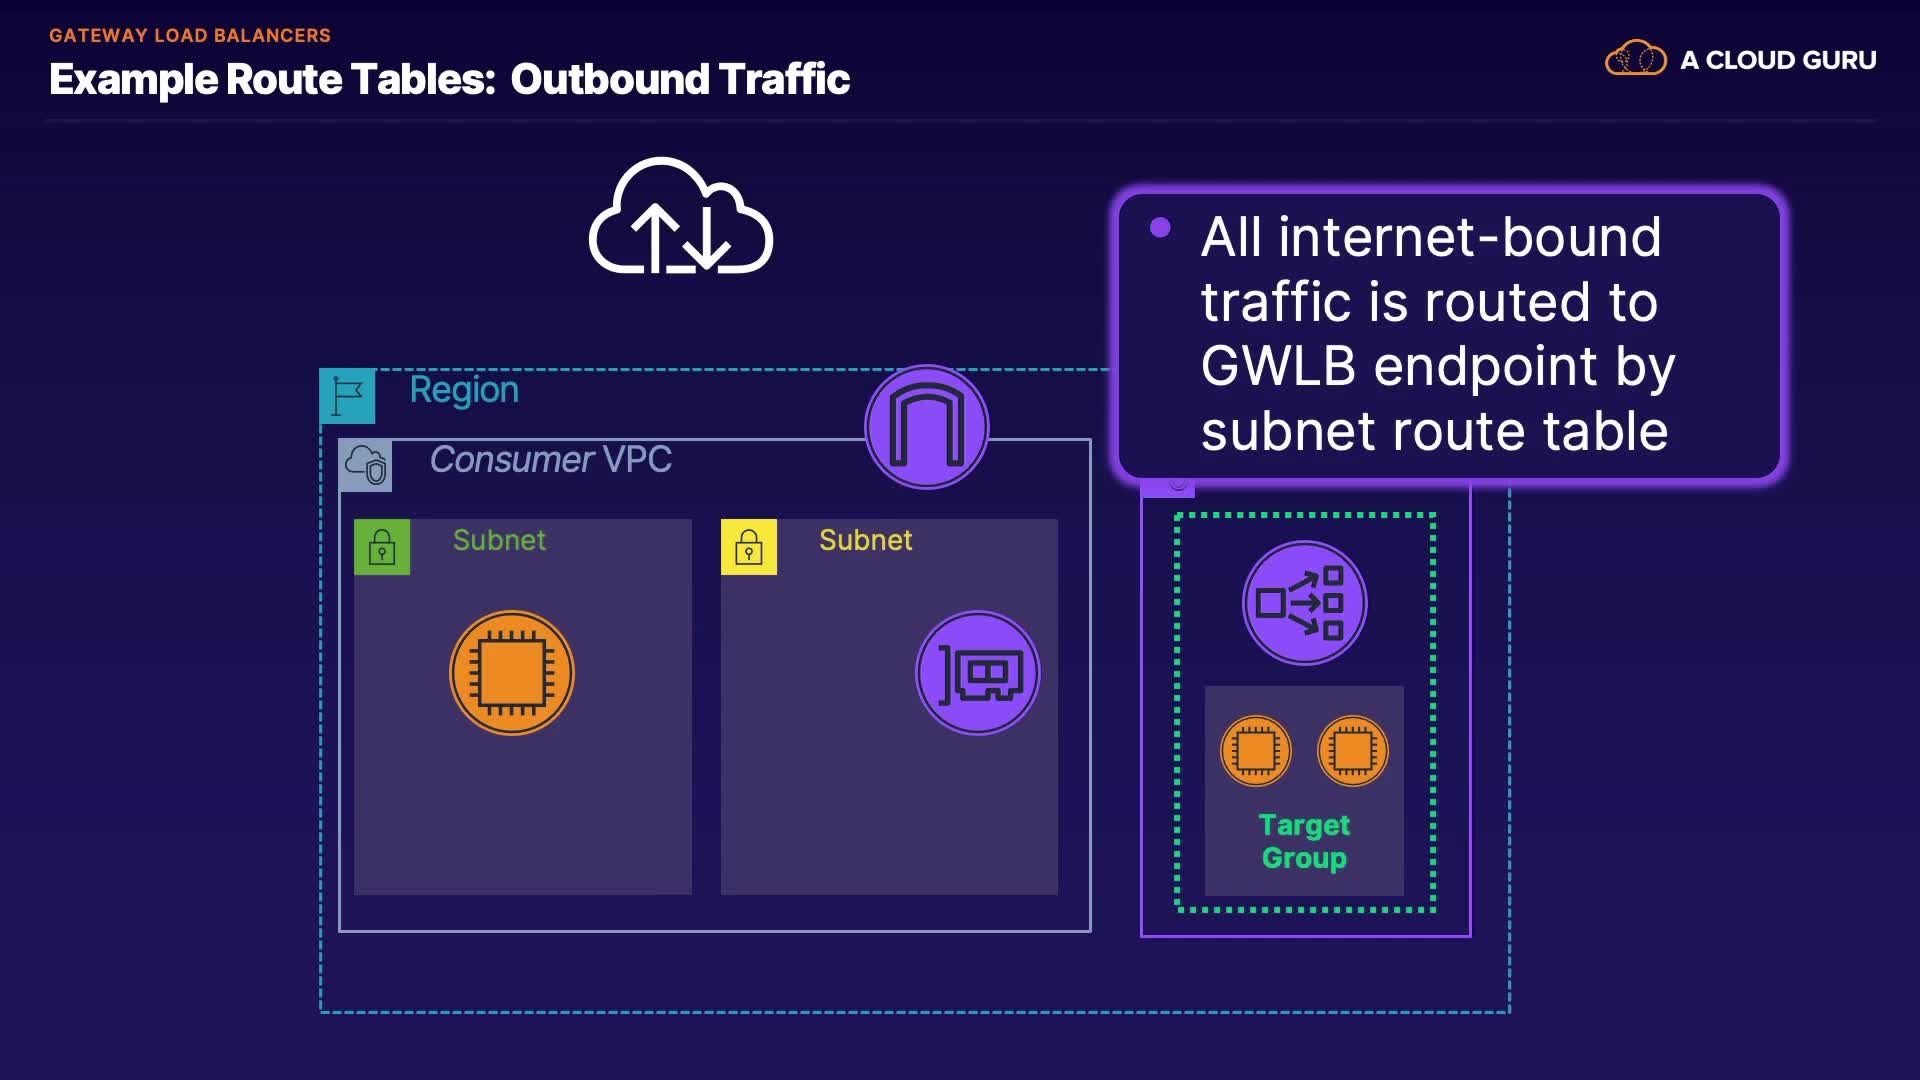 GATEWAY LOAD BALANCERS
Example Route Tables: Outbound Traffic
A CLOUD GURU
All internet-bound
traffic is routed to
GWLB endpoint by
subnet route table
Region
Consumer VPC
Subnet
Subnet
Target
Group